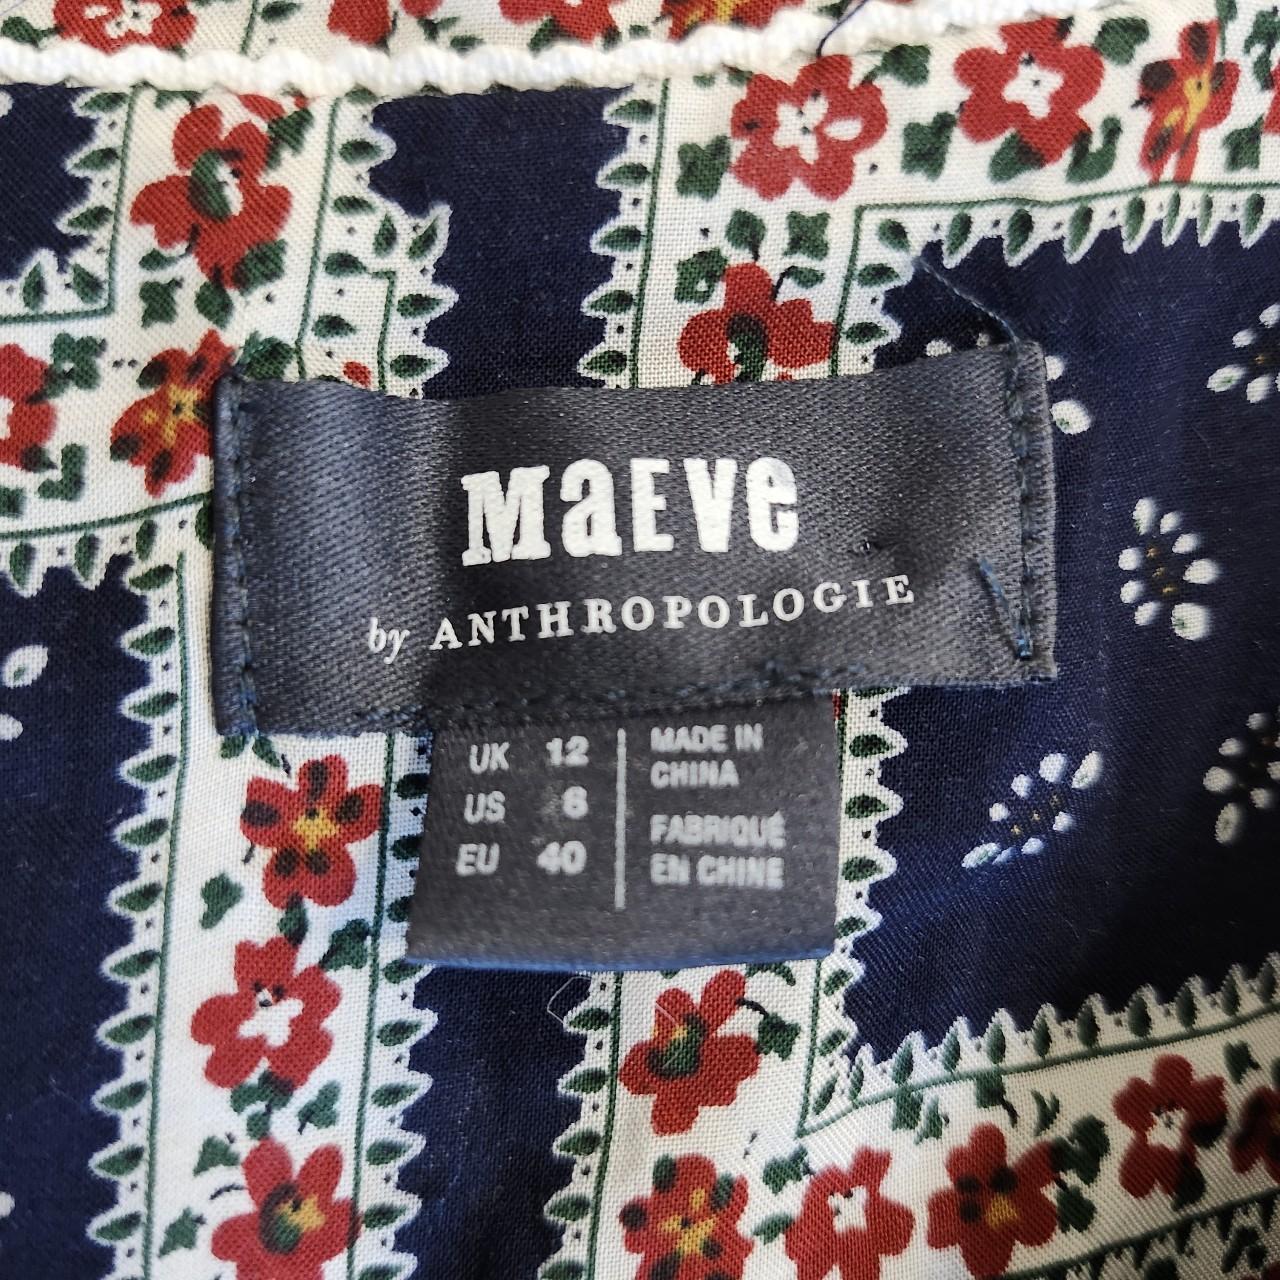 MaEVe
by ANTHROPOLOGIE
UK 12
US 8
EU 40
MADE IN
CHINA
FABRIQUÉ
EN CHINE